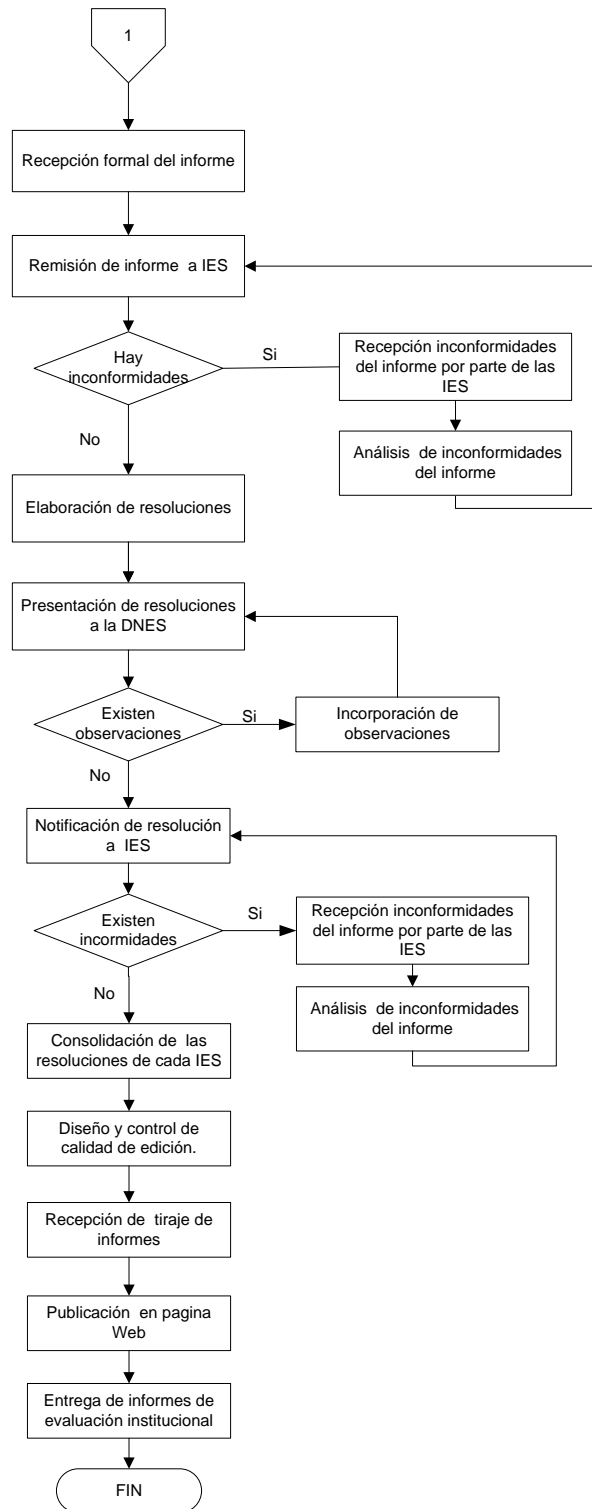 1
Recepción formal del informe
Remisión de informe a IES
Hay
inconformidades
Si
Recepción inconformidades
del informe por parte de las
IES
Análisis de inconformidades
del informe
No
Elaboración de resoluciones
Presentación de resoluciones
a la DNES
Existen
observaciones
Si
Incorporación de
observaciones
No
Notificación de resolución
a IES
Existen
incormidades
Si
Recepción inconformidades
del informe por parte de las
IES
Análisis de inconformidades
del informe
No
Consolidación de las
resoluciones de cada IES
Diseño y control de
calidad de edición.
Recepción de tiraje de
informes
Publicación en pagina
Web
Entrega de informes de
evaluación institucional
FIN